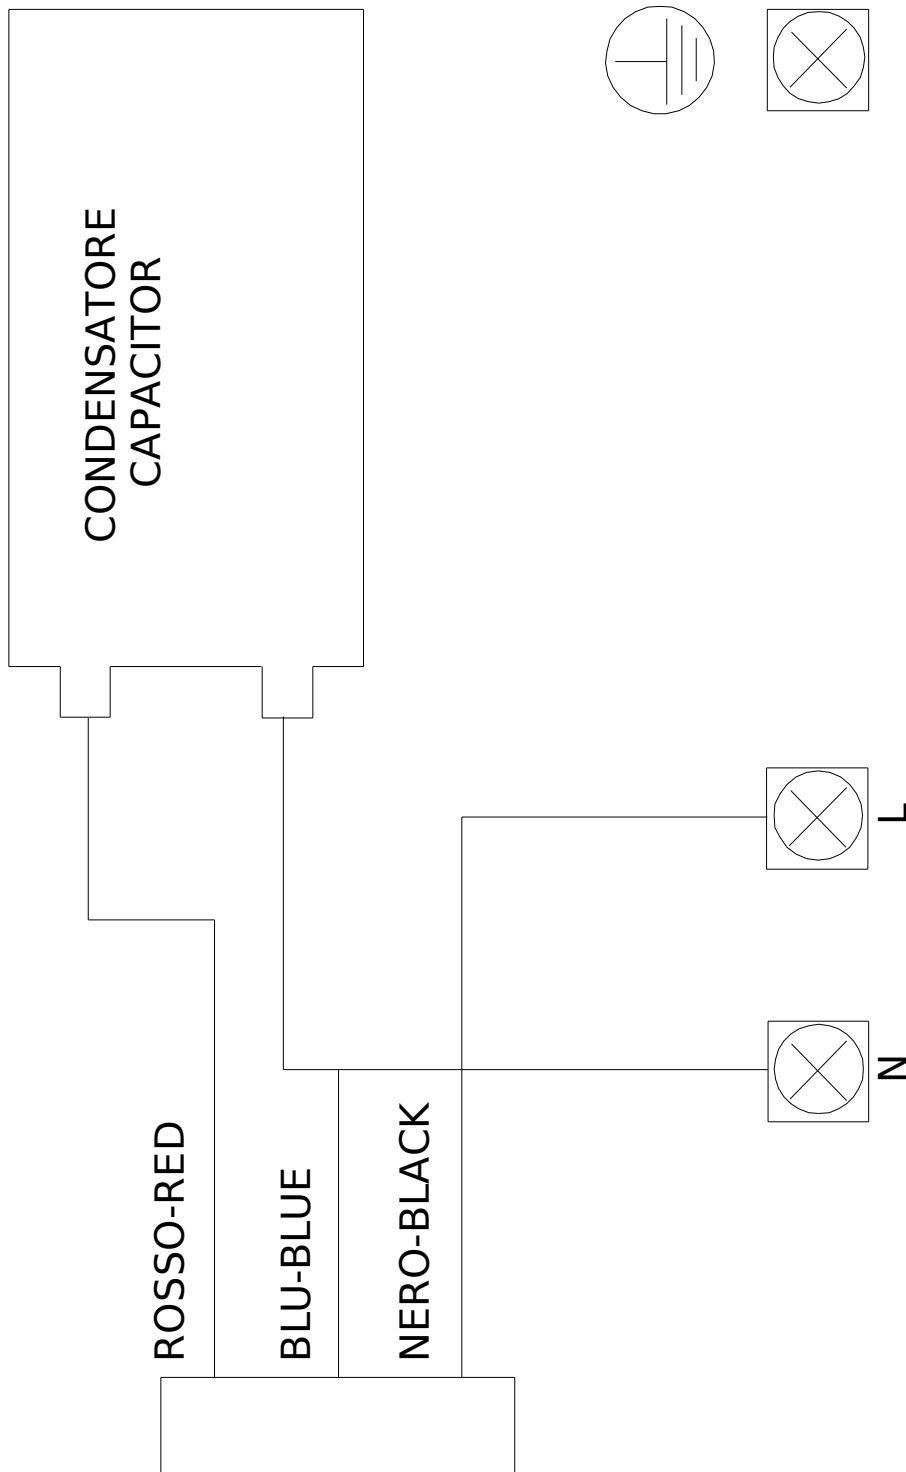 CONDENSATORE
CAPACITOR
ROSSO-RED
BLU-BLUE
NERO-BLACK
L
N